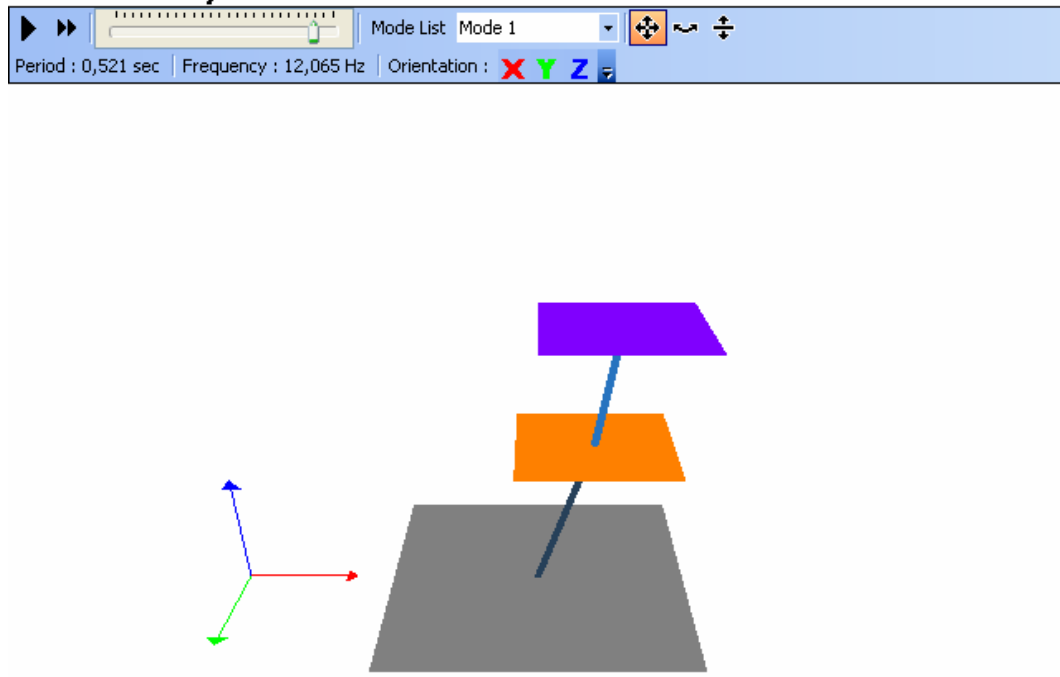 Mode List Mode 1
Period : 0,521 sec Frequency : 12,065 Hz Orientation : X Y Z